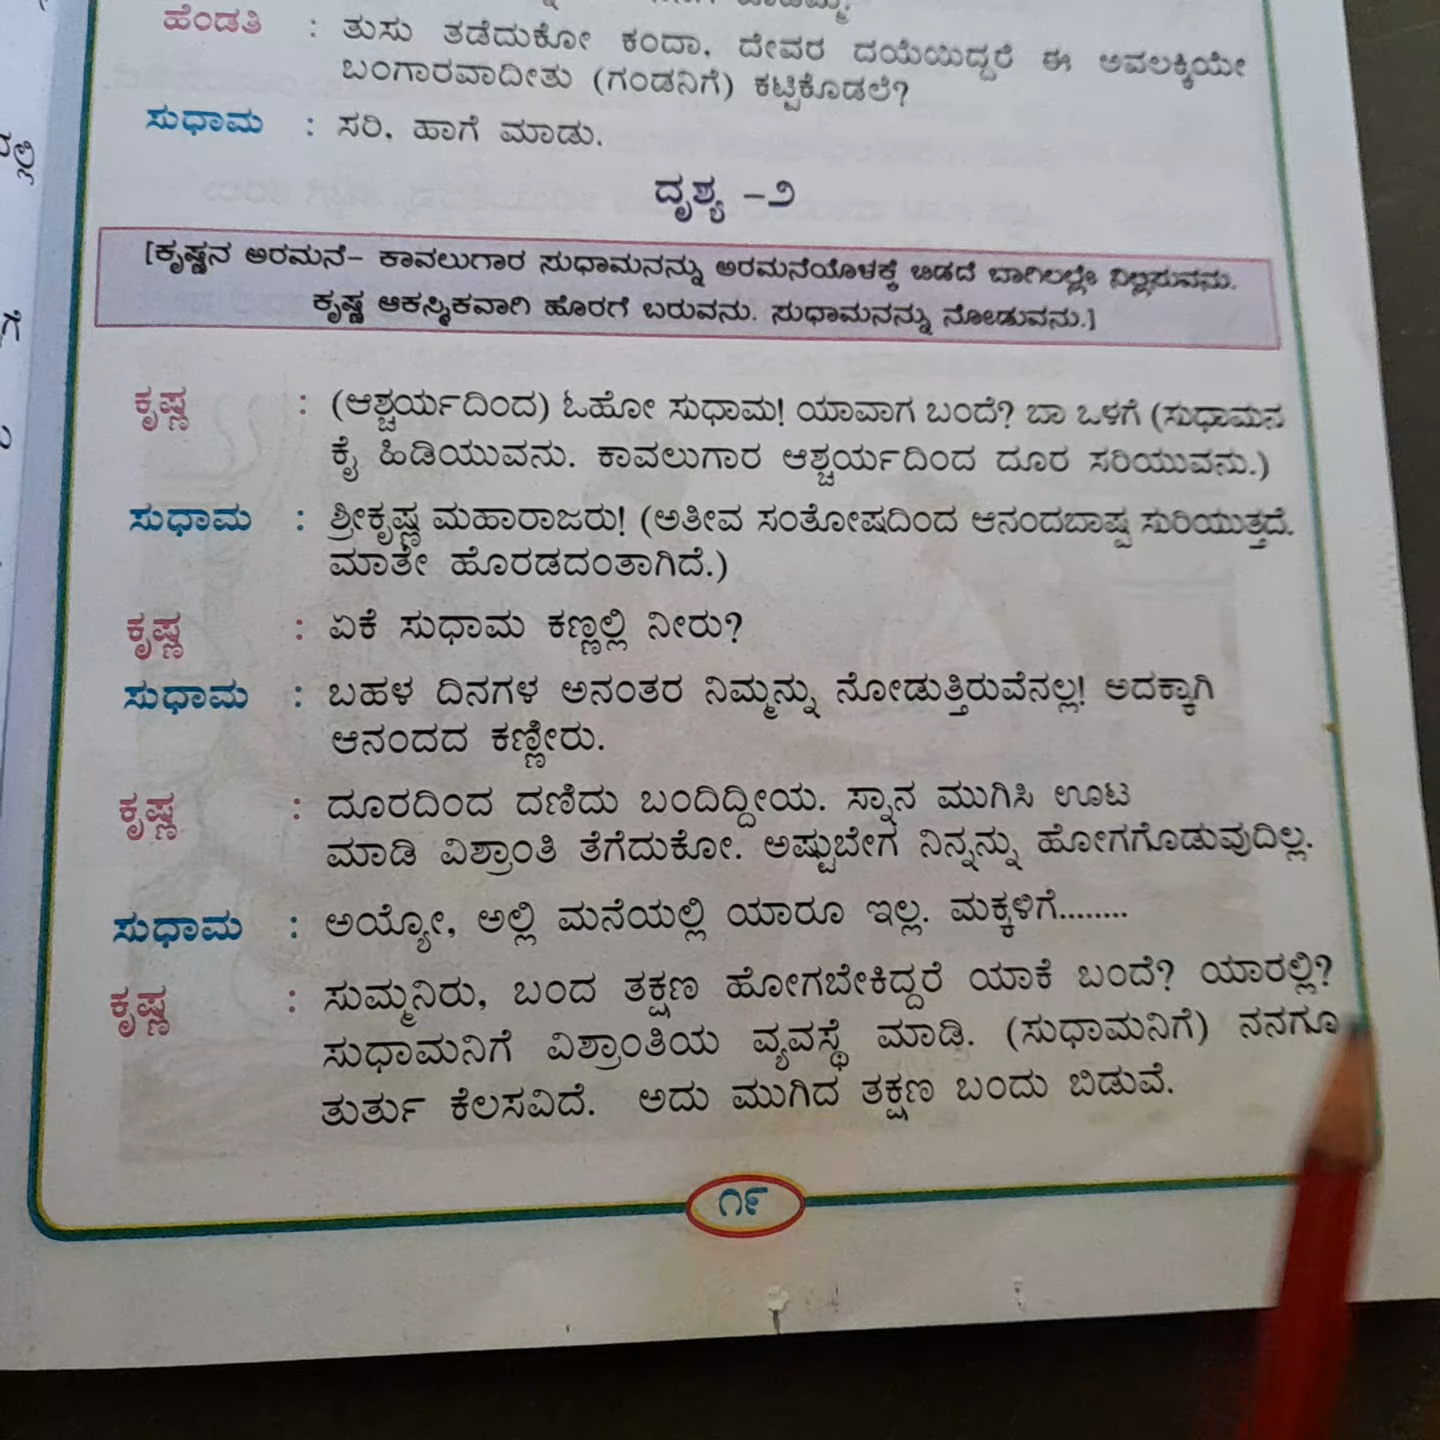 ಹೆಂಡತಿ : ತುಸು ತಡೆದುಕೋ ಕಂದಾ, ದೇವರ ದಯೆಯಿದ್ದರೆ ಈ ಅವಲಕ್ಕಿಯೇ
ಬಂಗಾರವಾದೀತು (ಗಂಡನಿಗೆ) ಕಟ್ಟಿಕೊಡಲೆ?
ಸುಧಾಮ : ಸರಿ, ಹಾಗೆ ಮಾಡು.
ದೃಶ್ಯ -೨
[ಕೃಷ್ಣನ ಅರಮನೆ- ಕಾವಲುಗಾರ ಸುಧಾಮನನ್ನು ಅರಮನೆಯೊಳಕ್ಕೆ ಬಿಡದೆ ಬಾಗಿಲಲ್ಲೇ ನಿಲ್ಲಿಸುವನು.
ಕೃಷ್ಣ ಆಕಸ್ಮಿಕವಾಗಿ ಹೊರಗೆ ಬರುವನು. ಸುಧಾಮನನ್ನು ನೋಡುವನು.]
ಕೃಷ್ಣ : (ಆಶ್ಚರ್ಯದಿಂದ) ಓಹೋ ಸುಧಾಮ! ಯಾವಾಗ ಬಂದೆ? ಬಾ ಒಳಗೆ (ಸುಧಾಮನ
ಕೈ ಹಿಡಿಯುವನು. ಕಾವಲುಗಾರ ಆಶ್ಚರ್ಯದಿಂದ ದೂರ ಸರಿಯುವನು.)
ಸುಧಾಮ : ಶ್ರೀಕೃಷ್ಣ ಮಹಾರಾಜರು! (ಅತೀವ ಸಂತೋಷದಿಂದ ಆನಂದಬಾಷ್ಪ ಸುರಿಯುತ್ತದೆ.
ಮಾತೇ ಹೊರಡದಂತಾಗಿದೆ.)
ಕೃಷ್ಣ : ಏಕೆ ಸುಧಾಮ ಕಣ್ಣಲ್ಲಿ ನೀರು?
ಸುಧಾಮ : ಬಹಳ ದಿನಗಳ ಅನಂತರ ನಿಮ್ಮನ್ನು ನೋಡುತ್ತಿರುವೆನಲ್ಲ! ಅದಕ್ಕಾಗಿ
ಆನಂದದ ಕಣ್ಣೀರು.
ಕೃಷ್ಣ : ದೂರದಿಂದ ದಣಿದು ಬಂದಿದ್ದೀಯ. ಸ್ನಾನ ಮುಗಿಸಿ ಊಟ
ಮಾಡಿ ವಿಶ್ರಾಂತಿ ತೆಗೆದುಕೋ. ಅಷ್ಟುಬೇಗ ನಿನ್ನನ್ನು ಹೋಗಗೊಡುವುದಿಲ್ಲ.
ಸುಧಾಮ : ಅಯ್ಯೋ, ಅಲ್ಲಿ ಮನೆಯಲ್ಲಿ ಯಾರೂ ಇಲ್ಲ. ಮಕ್ಕಳಿಗೆ........
ಕೃಷ್ಣ : ಸುಮ್ಮನಿರು, ಬಂದ ತಕ್ಷಣ ಹೋಗಬೇಕಿದ್ದರೆ ಯಾಕೆ ಬಂದೆ? ಯಾರಲ್ಲಿ?
ಸುಧಾಮನಿಗೆ ವಿಶ್ರಾಂತಿಯ ವ್ಯವಸ್ಥೆ ಮಾಡಿ. (ಸುಧಾಮನಿಗೆ) ನನಗೂ
ತುರ್ತು ಕೆಲಸವಿದೆ. ಅದು ಮುಗಿದ ತಕ್ಷಣ ಬಂದು ಬಿಡುವೆ.
೧೯